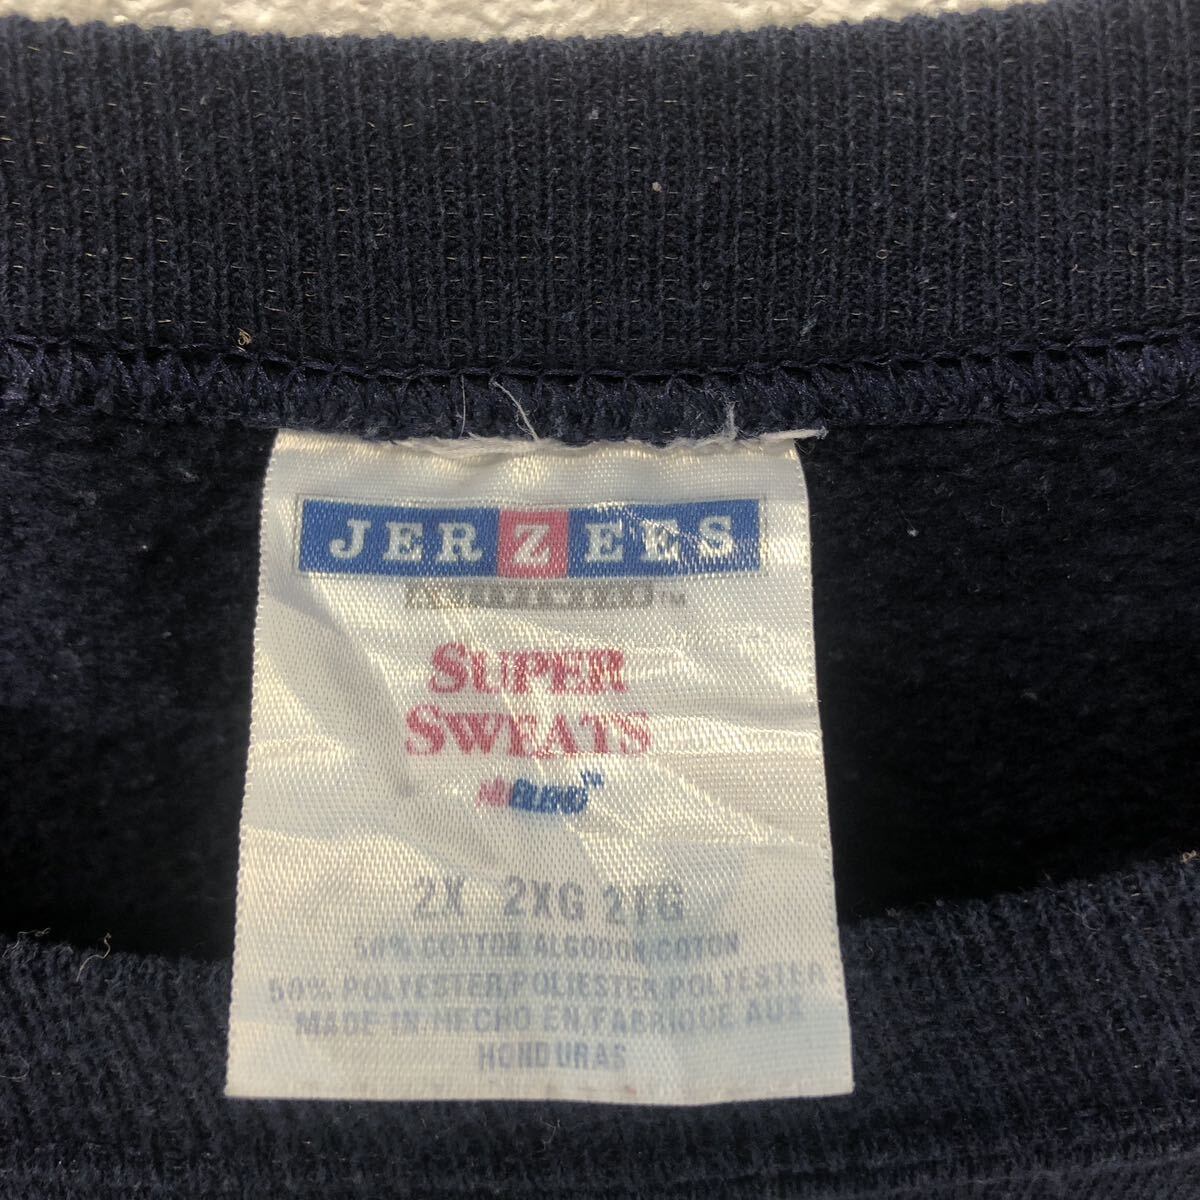 JERZEES
SUPER
SWEATS
2X 2XG 2TG
50% COTTON/ALGODON/COTON
50% POLYESTER/POLIESTER/POLYESTER
MADE IN/HECHO EN/FABRIQUE AUX
HONDURAS